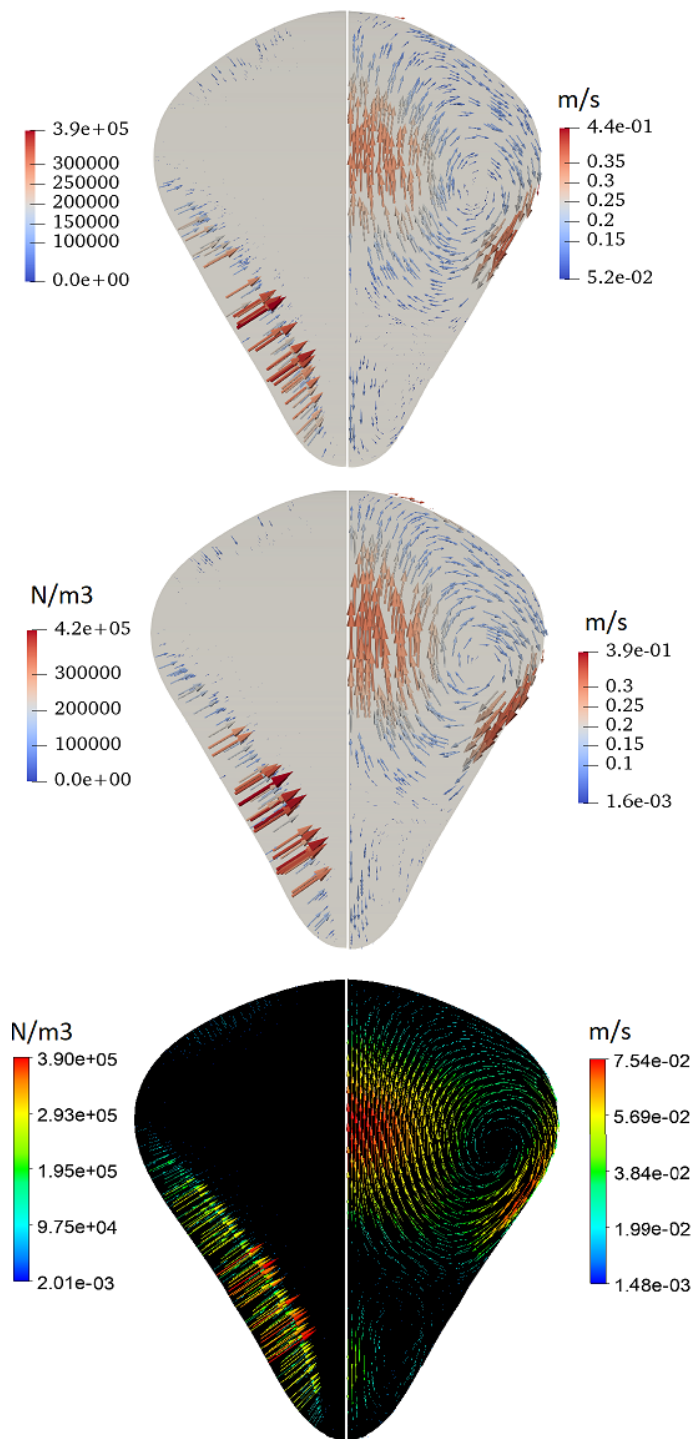 3.9e+05
300000
250000
200000
150000
100000
0.0e+00
m/s
4.4e-01
0.35
0.3
0.25
0.2
0.15
5.2e-02
N/m3
4.2e+05
300000
200000
100000
0.0e+00
m/s
3.9e-01
0.3
0.25
0.2
0.15
0.1
1.6e-03
N/m3
3.90e+05
2.93e+05
1.95e+05
9.75e+04
2.01e-03
m/s
7.54e-02
5.69e-02
3.84e-02
1.99e-02
1.48e-03